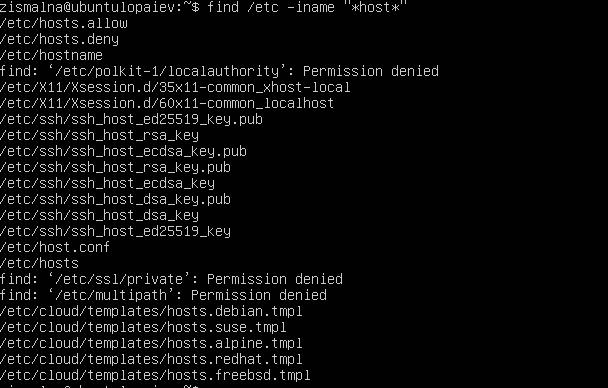 zismalna@ubuntulopaiev:~$ find /etc -iname "*host*"
/etc/hosts.allow
/etc/hosts.deny
/etc/hostname
find: ‘/etc/polkit-1/localauthority’: Permission denied
/etc/X11/Xsession.d/35x11-common_xhost-local
/etc/X11/Xsession.d/60x11-common_localhost
/etc/ssh/ssh_host_ed25519_key.pub
/etc/ssh/ssh_host_rsa_key
/etc/ssh/ssh_host_ecdsa_key.pub
/etc/ssh/ssh_host_rsa_key.pub
/etc/ssh/ssh_host_ecdsa_key
/etc/ssh/ssh_host_dsa_key.pub
/etc/ssh/ssh_host_dsa_key
/etc/ssh/ssh_host_ed25519_key
/etc/host.conf
/etc/hosts
find: ‘/etc/ssl/private’: Permission denied
find: ‘/etc/multipath’: Permission denied
/etc/cloud/templates/hosts.debian.tmpl
/etc/cloud/templates/hosts.suse.tmpl
/etc/cloud/templates/hosts.alpine.tmpl
/etc/cloud/templates/hosts.redhat.tmpl
/etc/cloud/templates/hosts.freebsd.tmpl